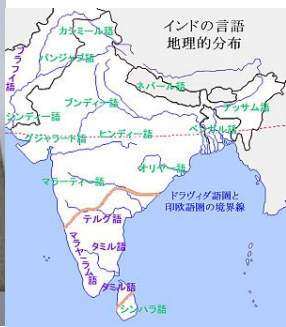 インドの言語
地理的分布
カシミール語
パンジャブ語
ブラフイ語
ネパール語
ブンディー語
アッサム語
シンディー語
グジャラート語
ヒンディー語
ベンガル語
オリヤー語
マラーティー語
ドラヴィダ語圏と
印欧語圏の境界線
テルグ語
マラヤーラム語
タミル語
タミル語
シンハラ語